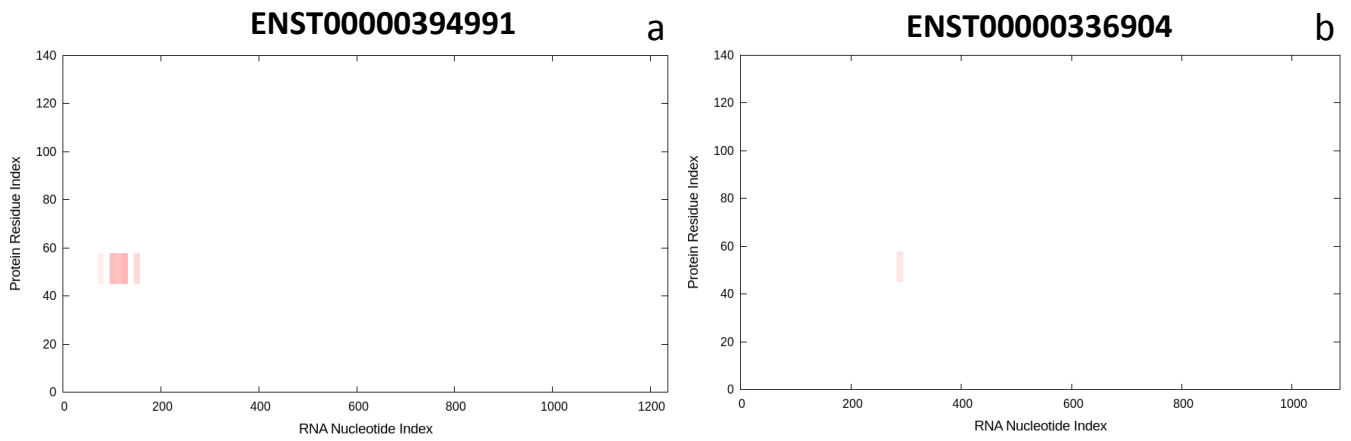 ENST00000394991 a
140
120
100
80
60
40
20
0
Protein Residue Index
0 200 400 600 800 1000 1200
RNA Nucleotide Index
ENST00000336904 b
140
120
100
80
60
40
20
0
Protein Residue Index
0 200 400 600 800 1000
RNA Nucleotide Index